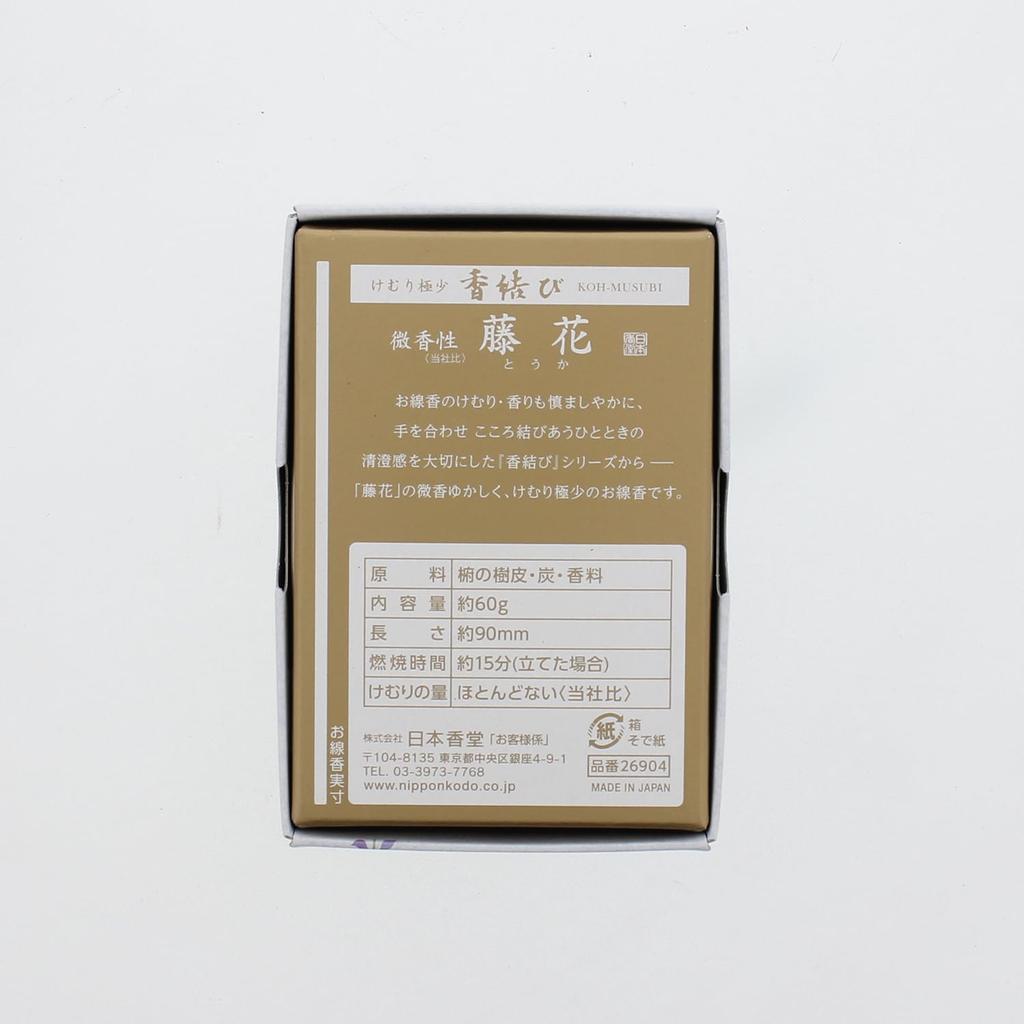 けむり極少 香結び KOH-MUSUBI
微香性 藤花
〈当社比〉 とうか
日本香堂
お線香のけむり・香りも慎ましやかに、
手を合わせ こころ結びあうひとときの
清澄感を大切にした『香結び』シリーズから ―
「藤花」の微香ゆかしく、けむり極少のお線香です。
原料 椨の樹皮・炭・香料
内容量 約60g
長さ 約90mm
燃焼時間 約15分(立てた場合)
けむりの量 ほとんどない〈当社比〉
株式会社 日本香堂「お客様係」
〒104-8135 東京都中央区銀座4-9-1
TEL. 03-3973-7768
www.nipponkodo.co.jp
紙 箱
そで紙
品番26904
MADE IN JAPAN
お線香実寸